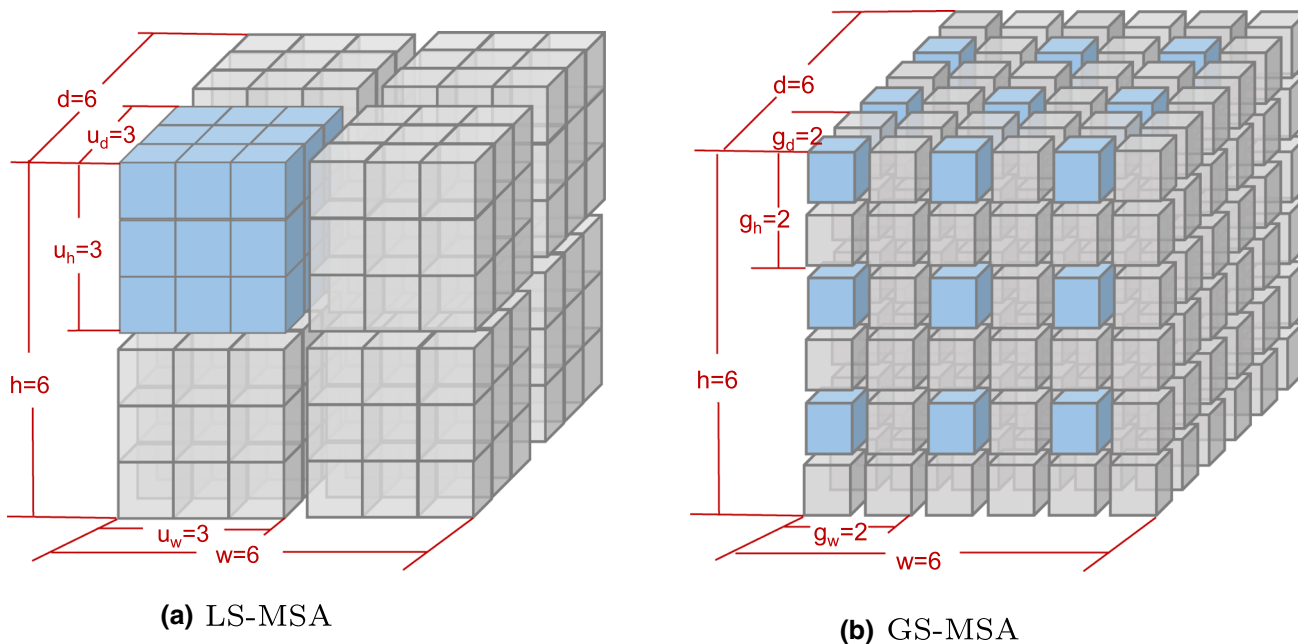 d=6
u_d=3
u_h=3
h=6
u_w=3
w=6
(a) LS-MSA
d=6
g_d=2
g_h=2
h=6
g_w=2
w=6
(b) GS-MSA